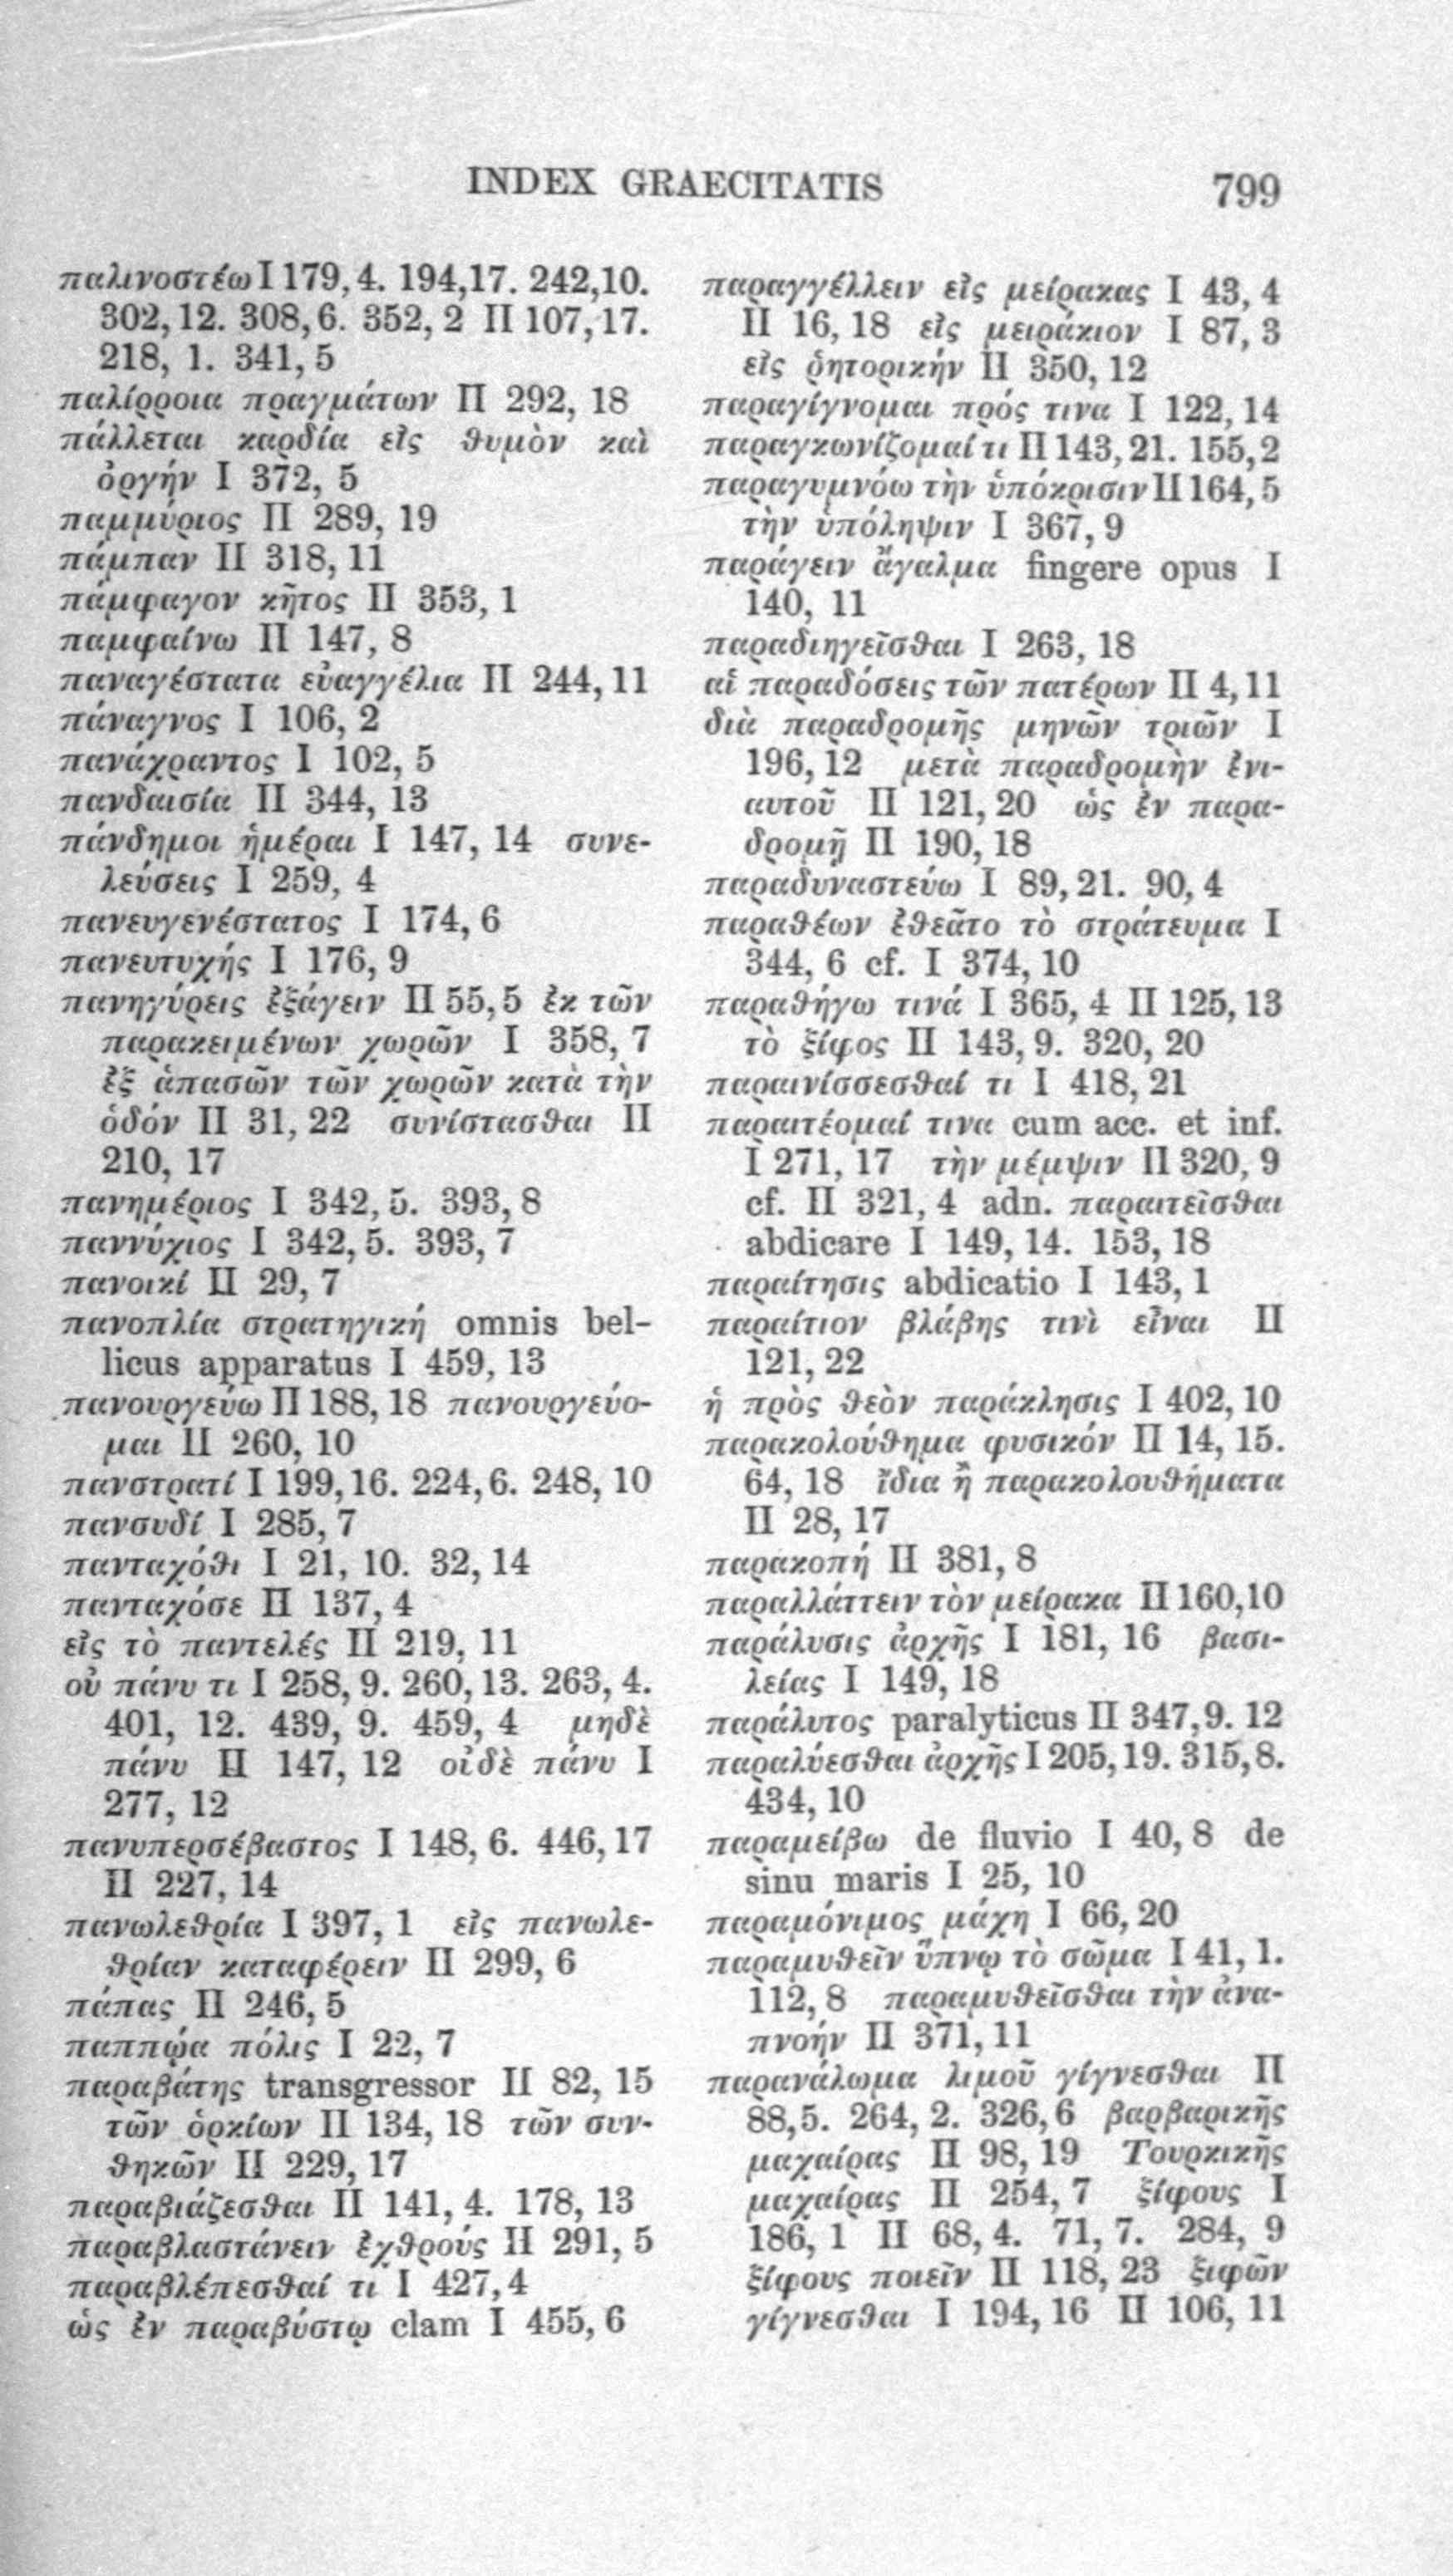 INDEX GRAECITATIS 799
παλινοστέω I 179, 4. 194, 17. 242, 10.
302, 12. 308, 6. 352, 2 II 107, 17.
218, 1. 341, 5
παλίρροια πραγμάτων II 292, 18
πάλλεται καρδία εἰς θυμὸν καὶ
ὀργήν I 372, 5
παμμύριος II 289, 19
πάμπαν II 318, 11
πάμφαγον κῆτος II 353, 1
παμφαίνω II 147, 8
παναγέστατα εὐαγγέλια II 244, 11
πάναγνος I 106, 2
πανάχραντος I 102, 5
πανδαισία II 344, 13
πάνδημοι ἡμέραι I 147, 14 συνε-
λεύσεις I 259, 4
πανευγενέστατος I 174, 6
πανευτυχής I 176, 9
πανηγύρεις ἐξάγειν II 55, 5 ἐκ τῶν
παρακειμένων χωρῶν I 358, 7
ἐξ ἁπασῶν τῶν χωρῶν κατὰ τὴν
ὁδόν II 31, 22 συνίστασθαι II
210, 17
πανημέριος I 342, 5. 393, 8
παννύχιος I 342, 5. 393, 7
πανοικί II 29, 7
πανοπλία στρατηγική omnis bel-
licus apparatus I 459, 13
πανουργεύω II 188, 18 πανουργεύο-
μαι II 260, 10
πανστρατί I 199, 16. 224, 6. 248, 10
πανσυδί I 285, 7
πανταχόθι I 21, 10. 32, 14
πανταχόσε II 137, 4
εἰς τὸ παντελές II 219, 11
οὐ πάνυ τι I 258, 9. 260, 13. 263, 4.
401, 12. 439, 9. 459, 4 μηδὲ
πάνυ II 147, 12 οὐδὲ πάνυ I
277, 12
πανυπερσέβαστος I 148, 6. 446, 17
II 227, 14
πανωλεθρία I 397, 1 εἰς πανωλε-
θρίαν καταφέρειν II 299, 6
πάπας II 246, 5
παππῴα πόλις I 22, 7
παραβάτης transgressor II 82, 15
τῶν ὁρκίων II 134, 18 τῶν συν-
θηκῶν II 229, 17
παραβιάζεσθαι II 141, 4. 178, 13
παραβλαστάνειν ἐχθρούς II 291, 5
παραβλέπεσθαί τι I 427, 4
ὡς ἐν παραβύστῳ clam I 455, 6
παραγγέλλειν εἰς μείρακας I 43, 4
II 16, 18 εἰς μειράκιον I 87, 3
εἰς ῥητορικήν II 350, 12
παραγίγνομαι πρός τινα I 122, 14
παραγκωνίζομαί τι II 143, 21. 155, 2
παραγυμνόω τὴν ὑπόκρισιν II 164, 5
τὴν ὑπόληψιν I 367, 9
παράγειν ἄγαλμα fingere opus I
140, 11
παραδιηγεῖσθαι I 263, 18
αἱ παραδόσεις τῶν πατέρων II 4, 11
διὰ παραδρομῆς μηνῶν τριῶν I
196, 12 μετὰ παραδρομὴν ἐνι-
αυτοῦ II 121, 20 ὡς ἐν παρα-
δρομῇ II 190, 18
παραδυναστεύω I 89, 21. 90, 4
παραθέων ἐθεᾶτο τὸ στράτευμα I
344, 6 cf. I 374, 10
παραθήγω τινά I 365, 4 II 125, 13
τὸ ξίφος II 143, 9. 320, 20
παραινίσσεσθαί τι I 418, 21
παραιτέομαί τινα cum acc. et inf.
I 271, 17 τὴν μέμψιν II 320, 9
cf. II 321, 4 adn. παραιτεῖσθαι
abdicare I 149, 14. 153, 18
παραίτησις abdicatio I 143, 1
παραίτιον βλάβης τινὶ εἶναι II
121, 22
ἡ πρὸς θεὸν παράκλησις I 402, 10
παρακολούθημα φυσικόν II 14, 15.
64, 18 ἴδια ἢ παρακολουθήματα
II 28, 17
παρακοπή II 381, 8
παραλλάττειν τὸν μείρακα II 160, 10
παράλυσις ἀρχῆς I 181, 16 βασι-
λείας I 149, 18
παράλυτος paralyticus II 347, 9. 12
παραλύεσθαι ἀρχῆς I 205, 19. 315, 8.
434, 10
παραμείβω de fluvio I 40, 8 de
sinu maris I 25, 10
παραμόνιμος μάχη I 66, 20
παραμυθεῖν ὕπνῳ τὸ σῶμα I 41, 1.
112, 8 παραμυθεῖσθαι τὴν ἀνα-
πνοήν II 371, 11
παρανάλωμα λιμοῦ γίγνεσθαι II
88, 5. 264, 2. 326, 6 βαρβαρικῆς
μαχαίρας II 98, 19 Τουρκικῆς
μαχαίρας II 254, 7 ξίφους I
186, 1 II 68, 4. 71, 7. 284, 9
ξίφους ποιεῖν II 118, 23 ξιφῶν
γίγνεσθαι I 194, 16 II 106, 11